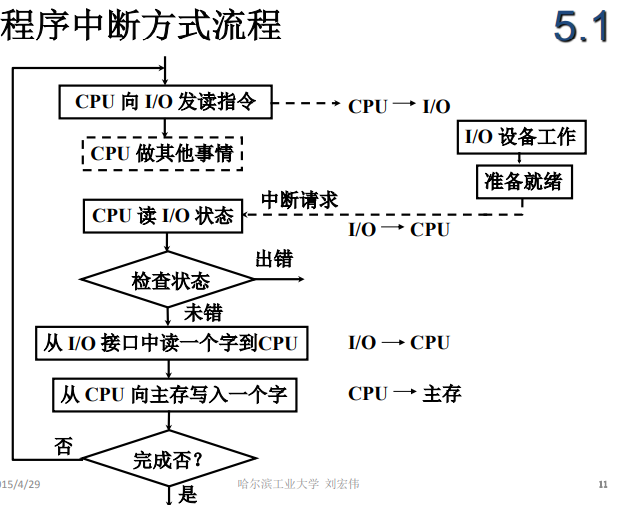 程序中断方式流程
5.1
CPU 向 I/O 发读指令
CPU → I/O
I/O 设备工作
CPU 做其他事情
准备就绪
中断请求
CPU 读 I/O 状态
I/O → CPU
出错
检查状态
未错
从 I/O 接口中读一个字到CPU
I/O → CPU
从 CPU 向主存写入一个字
CPU → 主存
否
完成否？
015/4/29
哈尔滨工业大学 刘宏伟
11
是